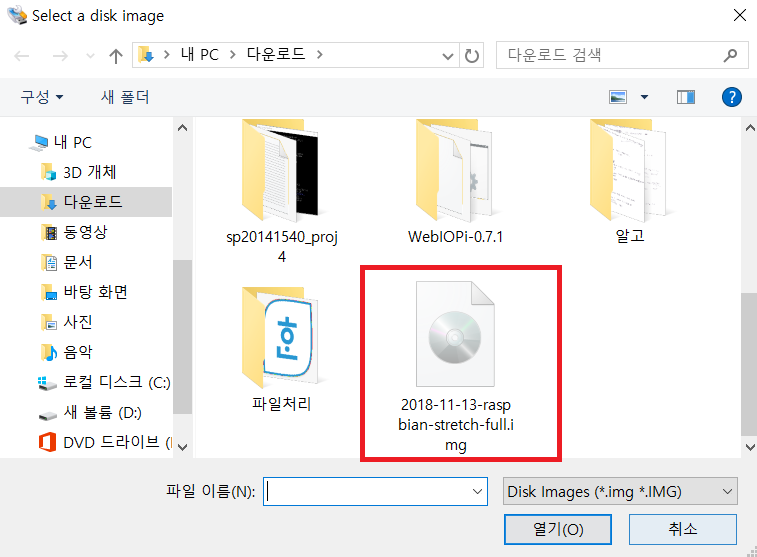 Select a disk image
내 PC
다운로드
다운로드 검색
구성
새 폴더
?
내 PC
3D 개체
다운로드
동영상
문서
바탕 화면
사진
음악
로컬 디스크 (C:)
새 볼륨 (D:)
DVD 드라이브 (
sp20141540_proj
4
WebIOPi-0.7.1
알고
파일처리
2018-11-13-rasp
bian-stretch-full.i
mg
파일 이름(N):
Disk Images (*.img *.IMG)
열기(O)
취소